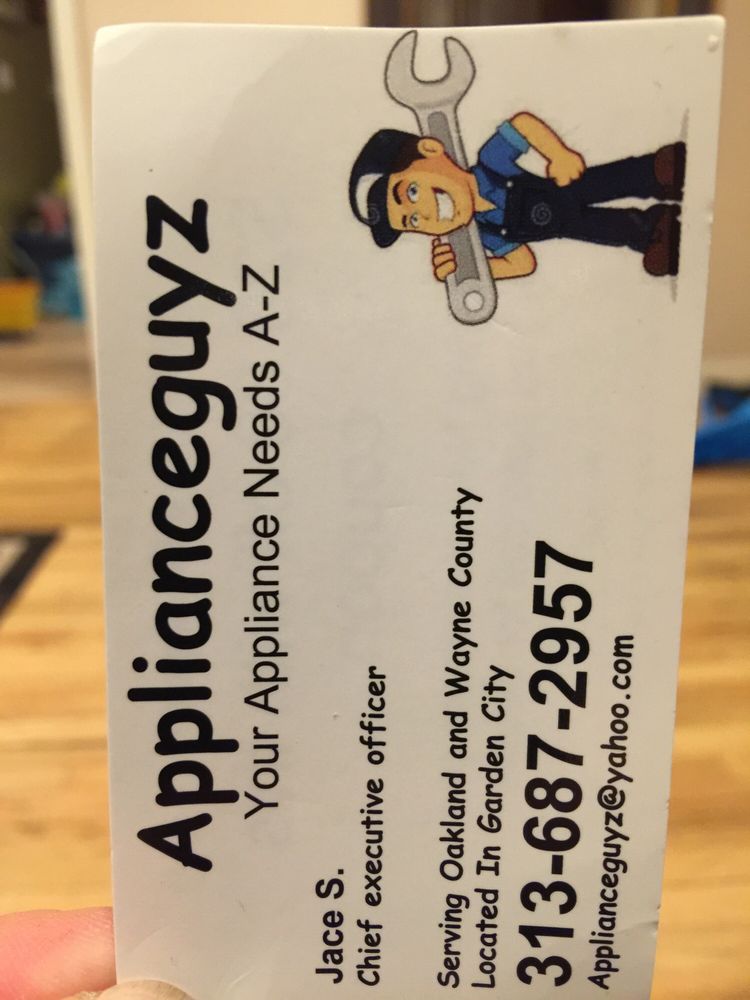 Applianceguyz
Your Appliance Needs A-Z
Jace S.
Chief executive officer
Serving Oakland and Wayne County
Located In Garden City
313-687-2957
Applianceguyz@yahoo.com